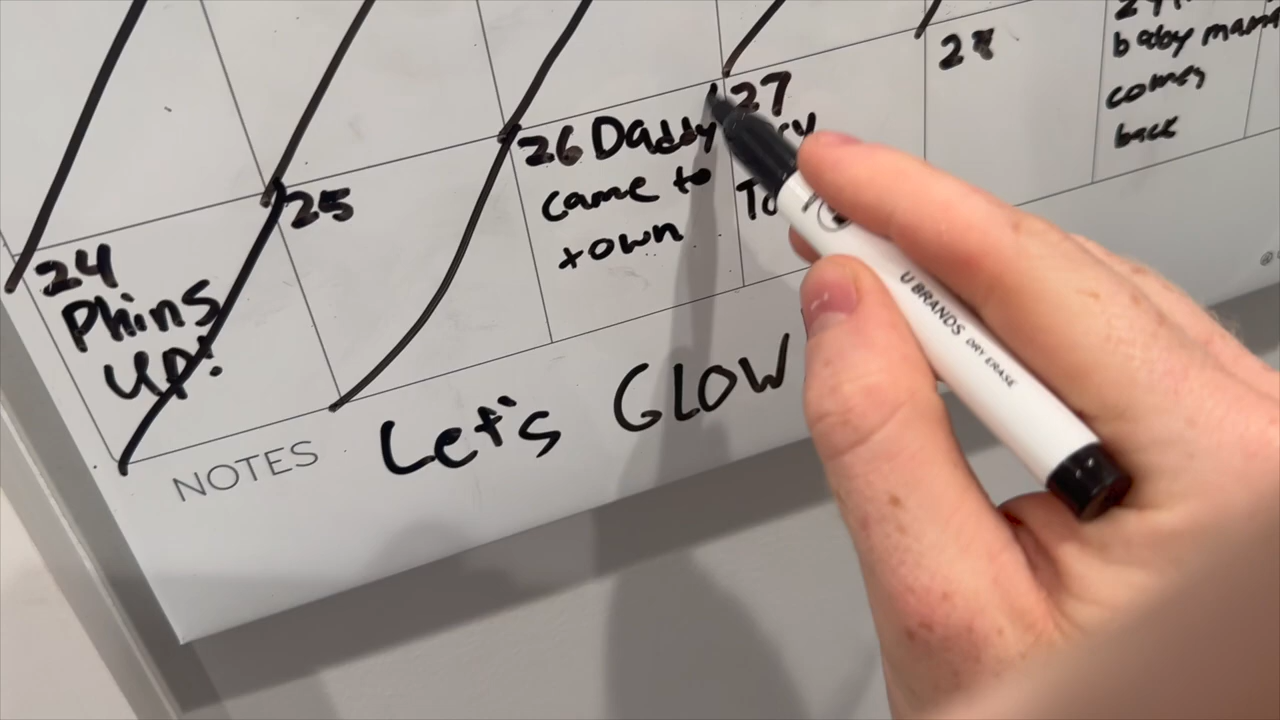 24
Phins
UP!
25
26 Daddy
came to
town
27
28
baby mama
comes
back
NOTES
Let's GLOW
U BRANDS DRY ERASE